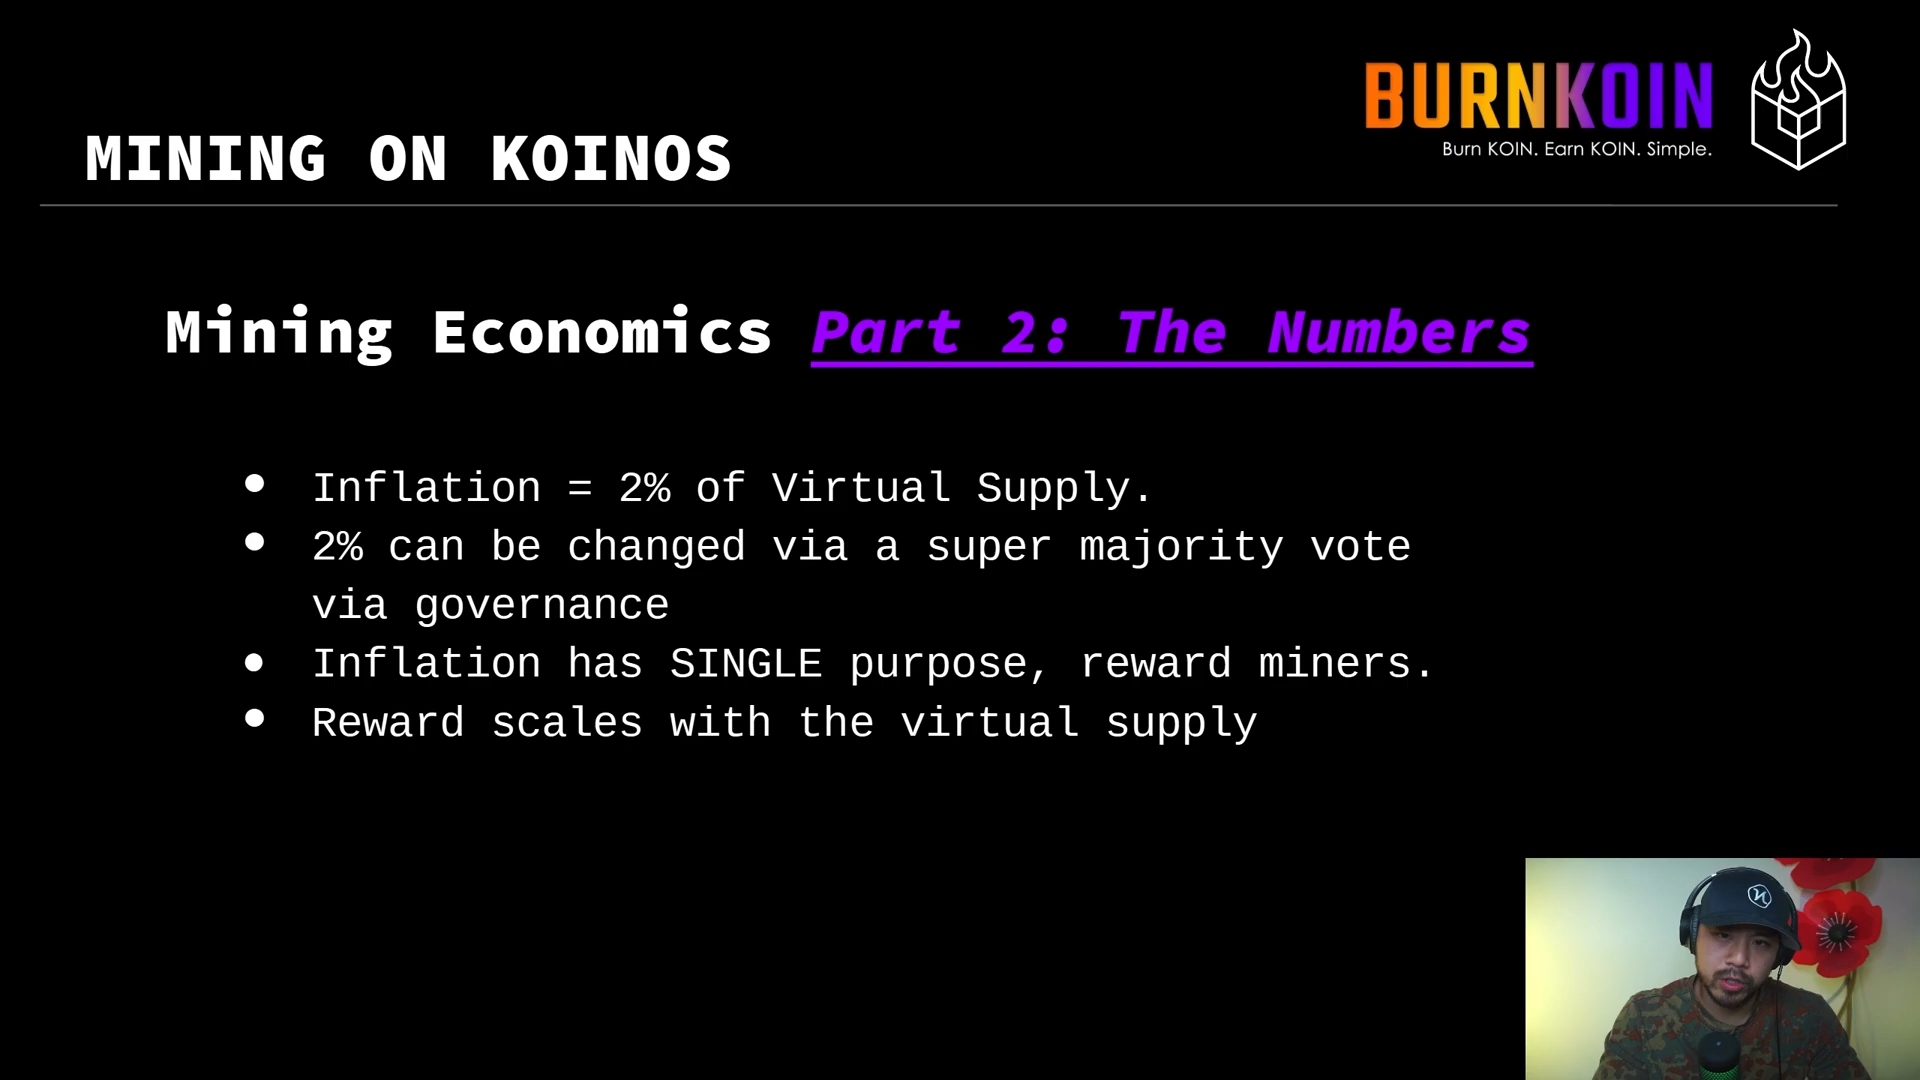 BURNKOIN
Burn KOIN. Earn KOIN. Simple.
MINING ON KOINOS
Mining Economics Part 2: The Numbers
● Inflation = 2% of Virtual Supply.
● 2% can be changed via a super majority vote
via governance
● Inflation has SINGLE purpose, reward miners.
● Reward scales with the virtual supply